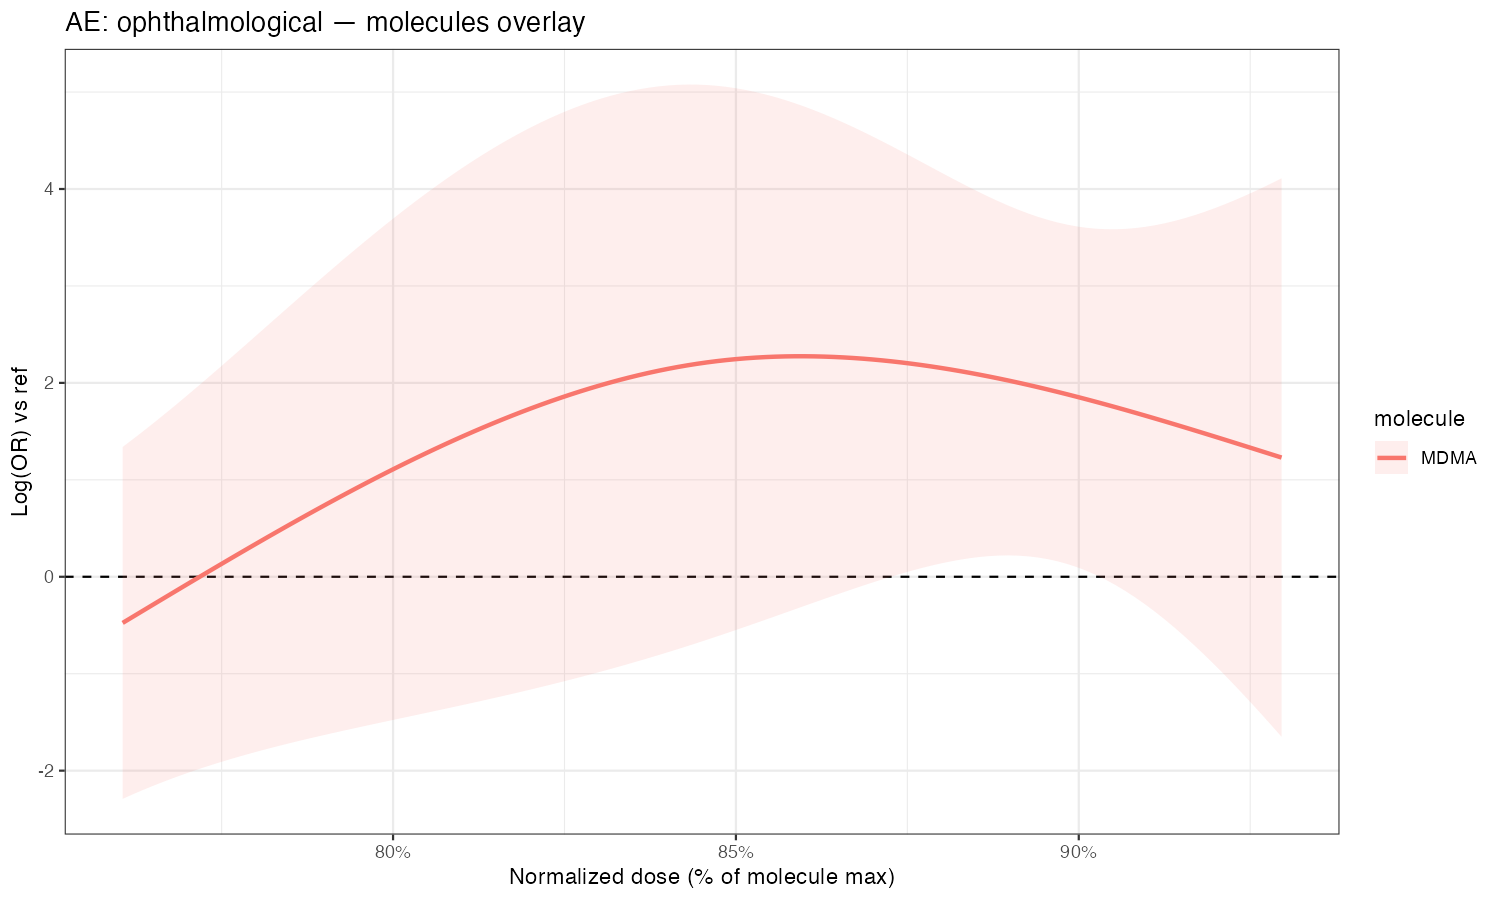 AE: ophthalmological — molecules overlay
Log(OR) vs ref
4
2
0
-2
80%
85%
90%
Normalized dose (% of molecule max)
molecule
MDMA